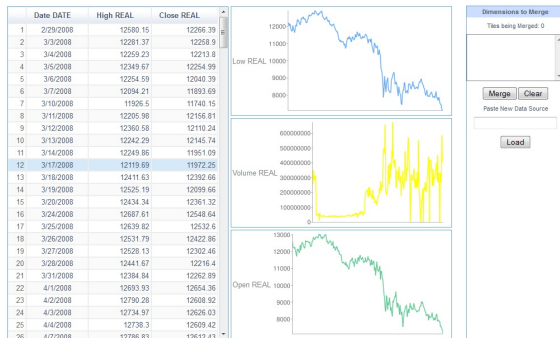 Date DATE High REAL Close REAL
1 2/29/2008 12580.15 12266.39
2 3/3/2008 12281.37 12258.9
3 3/4/2008 12259.23 12213.8
4 3/5/2008 12349.67 12254.99
5 3/6/2008 12254.59 12040.39
6 3/7/2008 12094.21 11893.69
7 3/10/2008 11926.5 11740.15
8 3/11/2008 12205.98 12156.81
9 3/12/2008 12360.58 12110.24
10 3/13/2008 12242.29 12145.74
11 3/14/2008 12249.86 11951.09
12 3/17/2008 12119.69 11972.25
13 3/18/2008 12411.63 12392.66
14 3/19/2008 12525.19 12099.66
15 3/20/2008 12434.34 12361.32
16 3/24/2008 12687.61 12548.64
17 3/25/2008 12639.82 12532.6
18 3/26/2008 12531.79 12422.86
19 3/27/2008 12528.13 12302.46
20 3/28/2008 12441.67 12216.4
21 3/31/2008 12384.84 12262.89
22 4/1/2008 12693.93 12654.36
23 4/2/2008 12790.28 12608.92
24 4/3/2008 12734.97 12626.03
25 4/4/2008 12738.3 12609.42
26 4/7/2008 12786.83 12612.43
12000
11000
Low REAL
10000
9000
8000
600000000
500000000
400000000
Volume REAL
300000000
200000000
100000000
0
13000
12000
11000
Open REAL
10000
9000
8000
Dimensions to Merge
Tiles being Merged: 0
Merge Clear
Paste New Data Source
Load